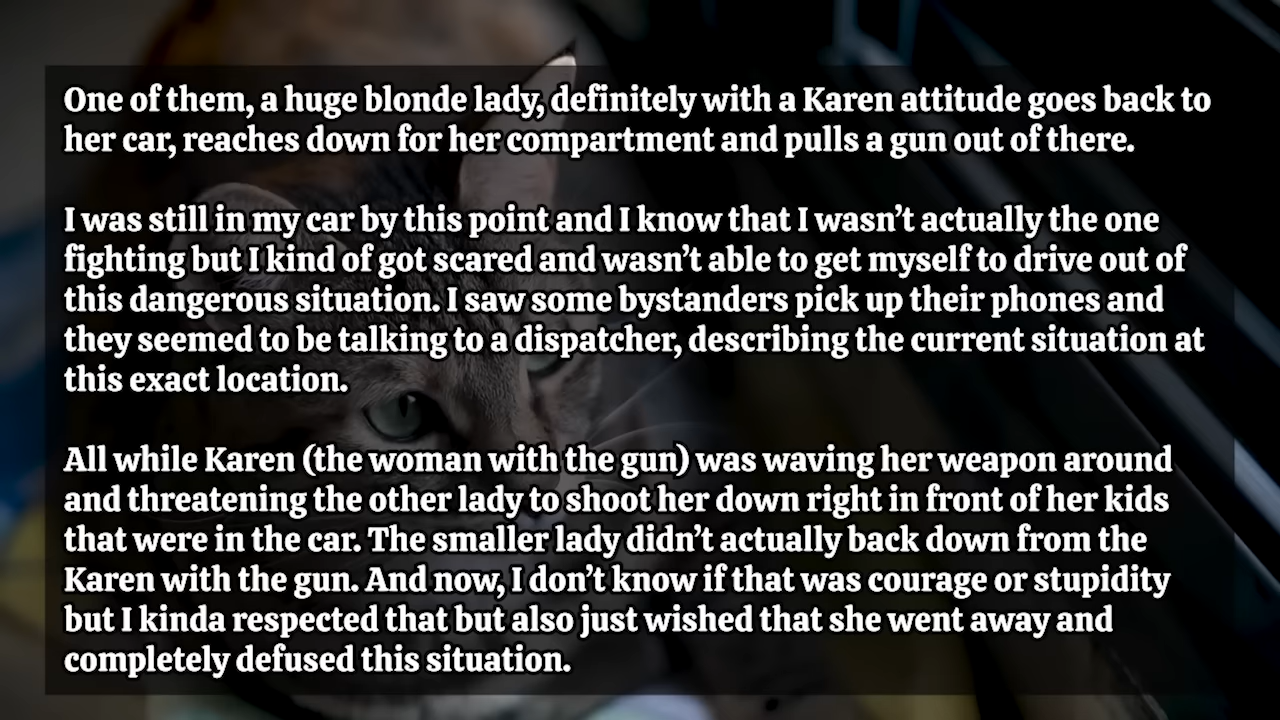 One of them, a huge blonde lady, definitely with a Karen attitude goes back to
her car, reaches down for her compartment and pulls a gun out of there.
I was still in my car by this point and I know that I wasn’t actually the one
fighting but I kind of got scared and wasn’t able to get myself to drive out of
this dangerous situation. I saw some bystanders pick up their phones and
they seemed to be talking to a dispatcher, describing the current situation at
this exact location.
All while Karen (the woman with the gun) was waving her weapon around
and threatening the other lady to shoot her down right in front of her kids
that were in the car. The smaller lady didn’t actually back down from the
Karen with the gun. And now, I don’t know if that was courage or stupidity
but I kinda respected that but also just wished that she went away and
completely defused this situation.